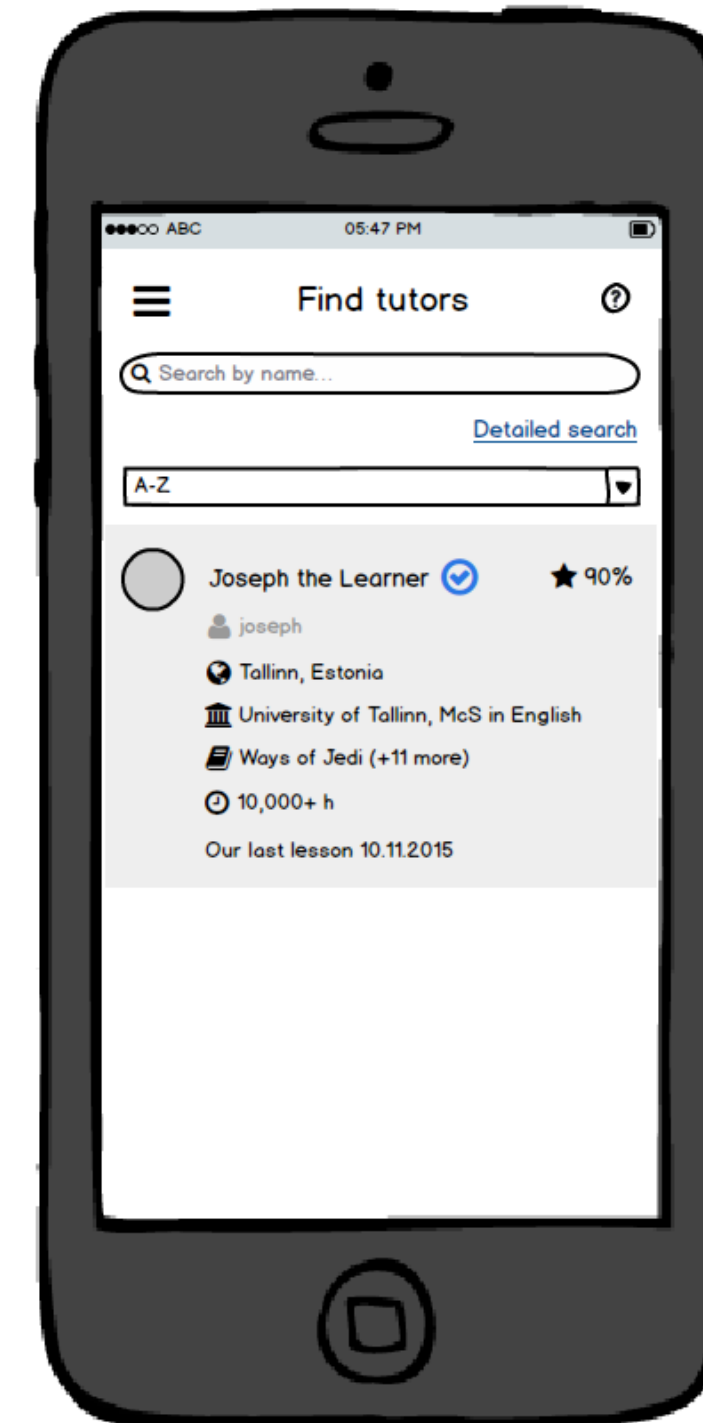 ABC 05:47 PM
Find tutors ?
Search by name...
Detailed search
A-Z
Joseph the Learner 90%
joseph
Tallinn, Estonia
University of Tallinn, McS in English
Ways of Jedi (+11 more)
10,000+ h
Our last lesson 10.11.2015